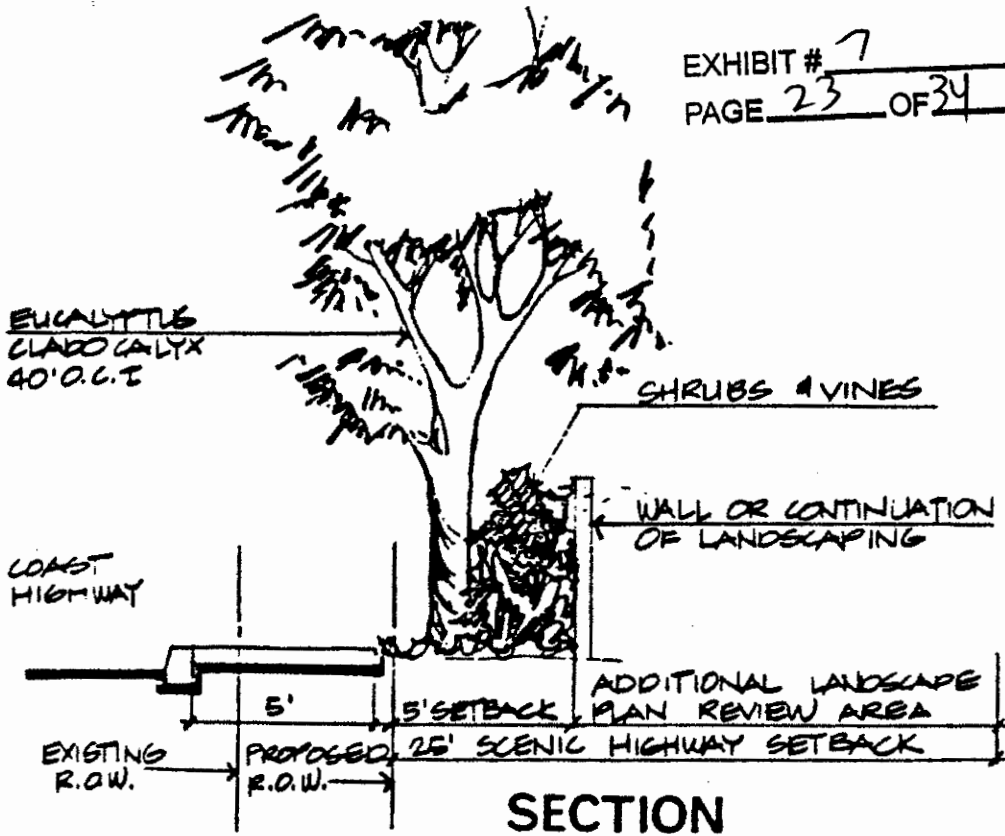 EXHIBIT # 7
PAGE 23 OF 34
EUCALYPTUS
CLADOCALYX
40' O.C. ±
SHRUBS & VINES
WALL OR CONTINUATION
OF LANDSCAPING
COAST
HIGHWAY
5'
5' SETBACK
ADDITIONAL LANDSCAPE
PLAN REVIEW AREA
EXISTING
R.O.W.
PROPOSED
R.O.W.
25' SCENIC HIGHWAY SETBACK
SECTION